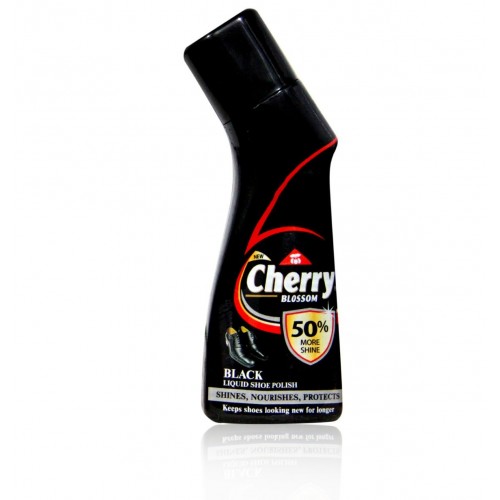 NEW
Cherry
BLOSSOM
50%
MORE
SHINE
BLACK
LIQUID SHOE POLISH
SHINES, NOURISHES, PROTECTS
Keeps shoes looking new for longer